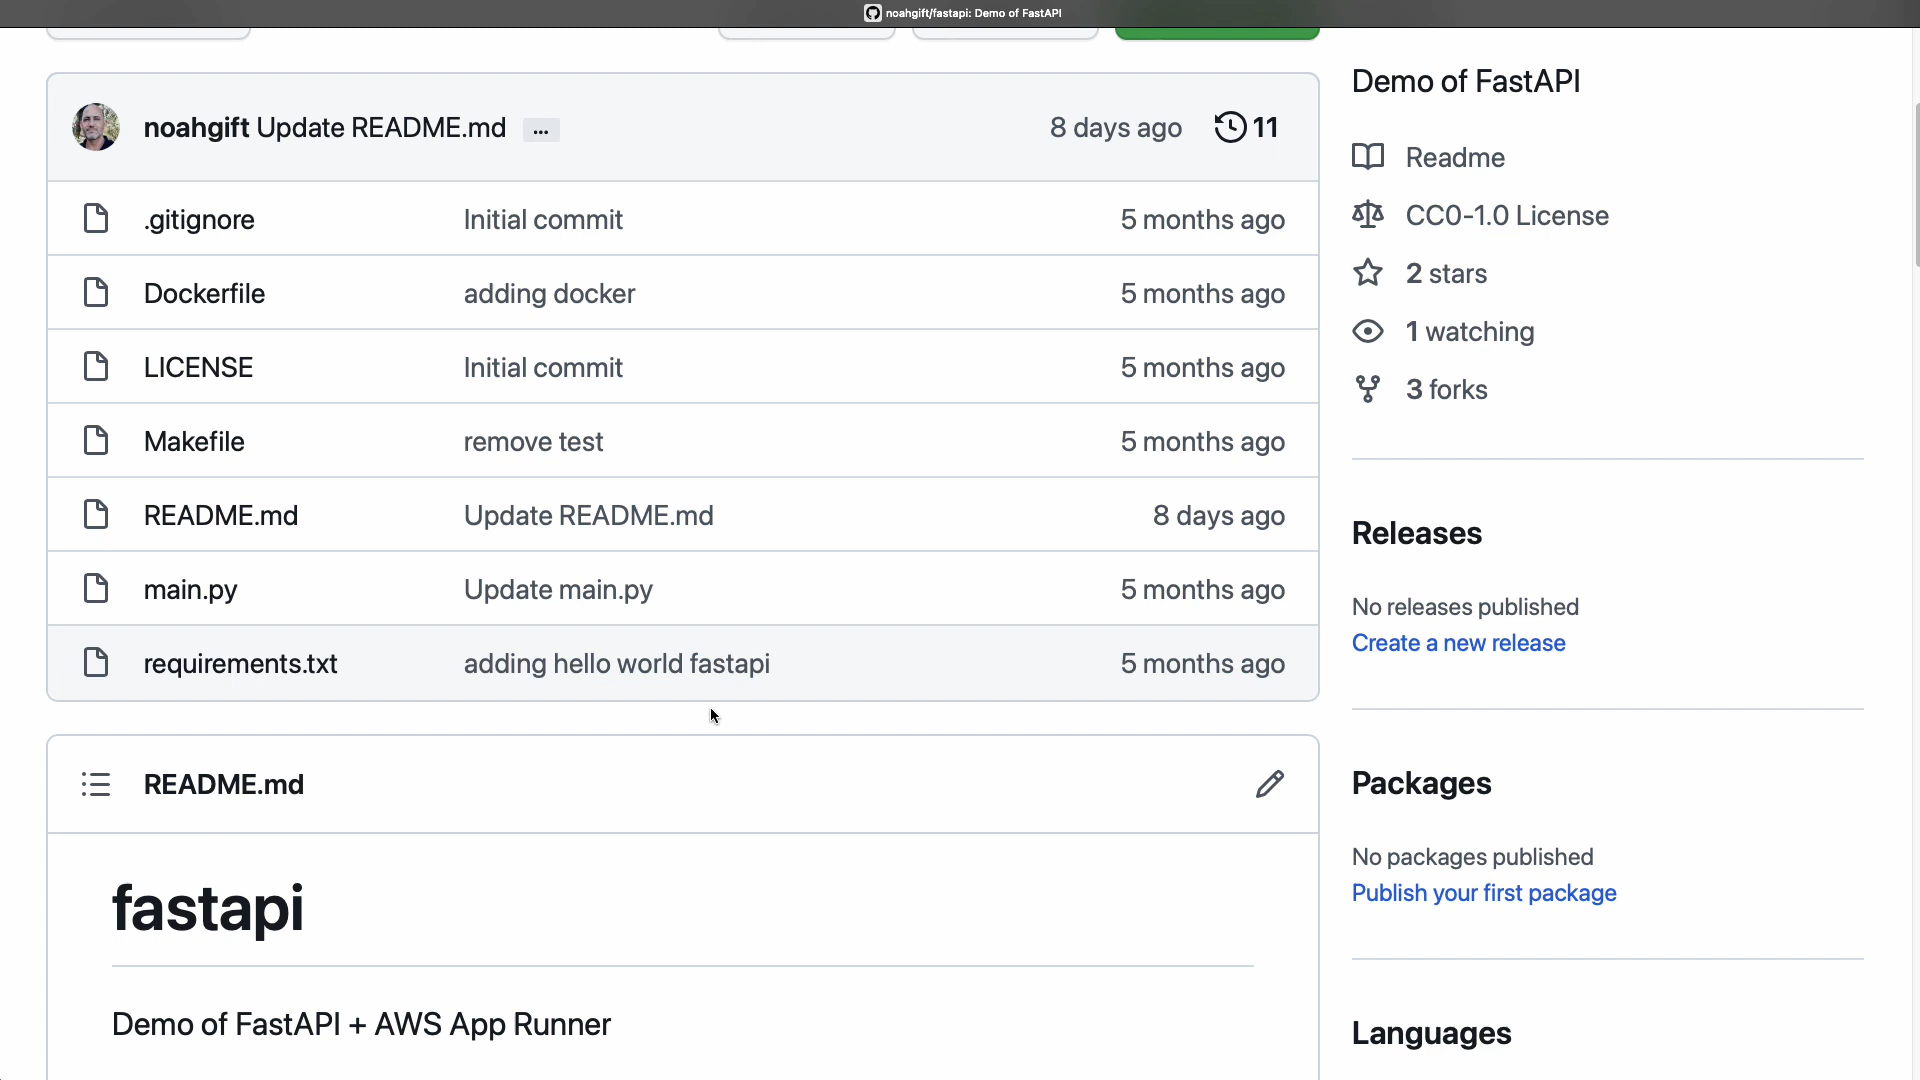 noahgift/fastapi: Demo of FastAPI
noahgift Update README.md ... 8 days ago 11
.gitignore Initial commit 5 months ago
Dockerfile adding docker 5 months ago
LICENSE Initial commit 5 months ago
Makefile remove test 5 months ago
README.md Update README.md 8 days ago
main.py Update main.py 5 months ago
requirements.txt adding hello world fastapi 5 months ago
README.md
fastapi
Demo of FastAPI + AWS App Runner
Demo of FastAPI
Readme
CC0-1.0 License
2 stars
1 watching
3 forks
Releases
No releases published
Create a new release
Packages
No packages published
Publish your first package
Languages